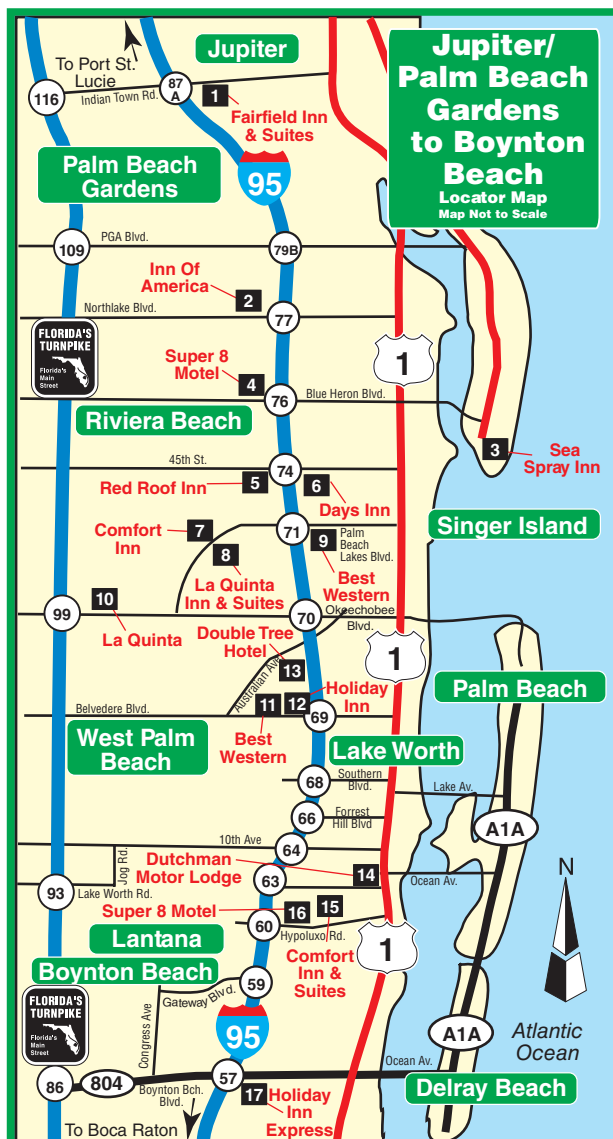 Jupiter/
Palm Beach
Gardens
to Boynton
Beach
Locator Map
Map Not to Scale
To Port St.
Lucie
Jupiter
87
A
116
Indian Town Rd.
1
Fairfield Inn
& Suites
Palm Beach
Gardens
95
PGA Blvd.
109
79B
Inn Of
America
2
Northlake Blvd.
77
FLORIDA'S
TURNPIKE
Florida's
Main
Street
1
Super 8
Motel
4
76
Blue Heron Blvd.
Riviera Beach
3
Sea
Spray Inn
45th St.
74
Red Roof Inn
5
6
Days Inn
Singer Island
Comfort
Inn
7
8
71
9
Palm
Beach
Lakes Blvd.
La Quinta
Inn & Suites
Best
Western
10
99
La Quinta
70
Okeechobee
Blvd.
Double Tree
Hotel
13
1
Australian Ave
Palm Beach
Holiday
Inn
11
12
Belvedere Blvd.
69
West Palm
Beach
Best
Western
Lake Worth
68
Southern
Blvd.
Lake Av.
66
Forrest
Hill Blvd
A1A
10th Ave
64
Jog Rd.
Dutchman
Motor Lodge
63
14
Ocean Av.
N
93
Lake Worth Rd.
Super 8 Motel
16
15
60
Hypoluxo Rd.
Lantana
1
Comfort
Inn &
Suites
Boynton Beach
59
Gateway Blvd.
FLORIDA'S
TURNPIKE
Florida's
Main
Street
Congress Ave
95
A1A
Atlantic
Ocean
Ocean Av.
86
804
Boynton Bch.
Blvd.
57
Delray Beach
17
Holiday
Inn
Express
To Boca Raton